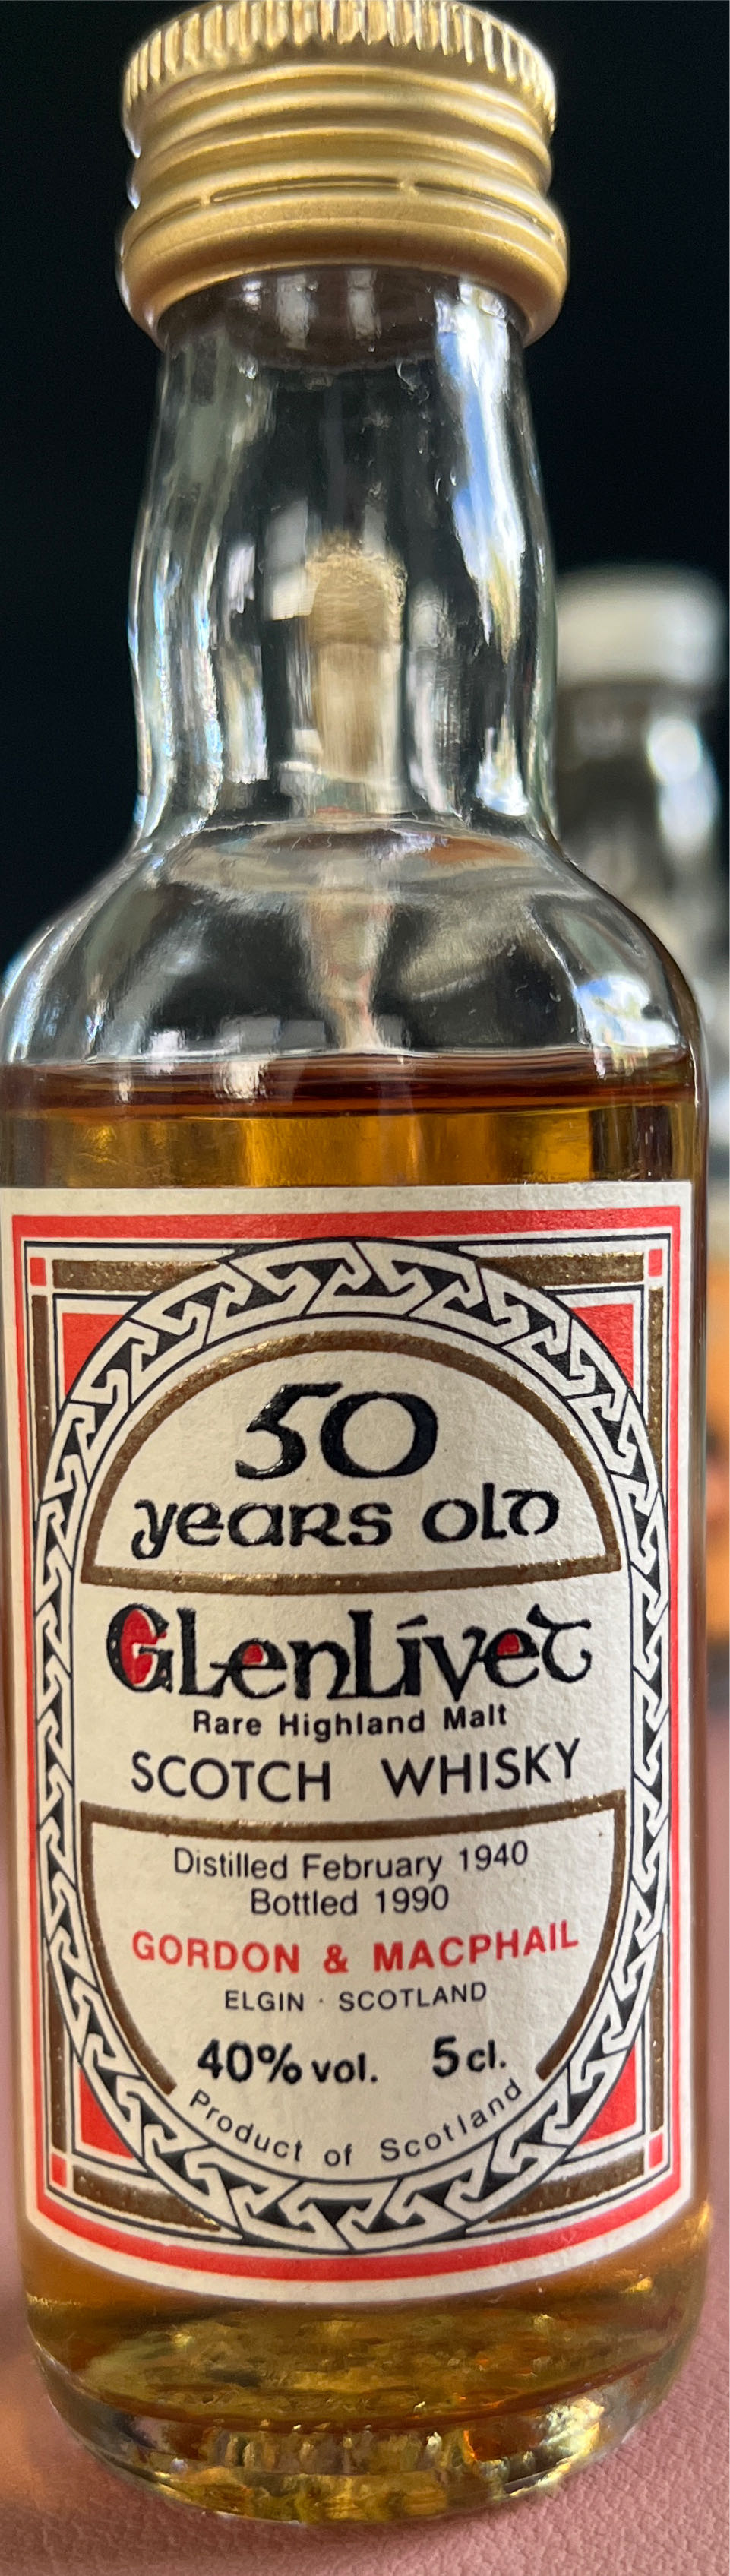 50
years old
Glenlivet
Rare Highland Malt
SCOTCH WHISKY
Distilled February 1940
Bottled 1990
GORDON & MACPHAIL
ELGIN · SCOTLAND
40% vol. 5 cl.
Product of Scotland